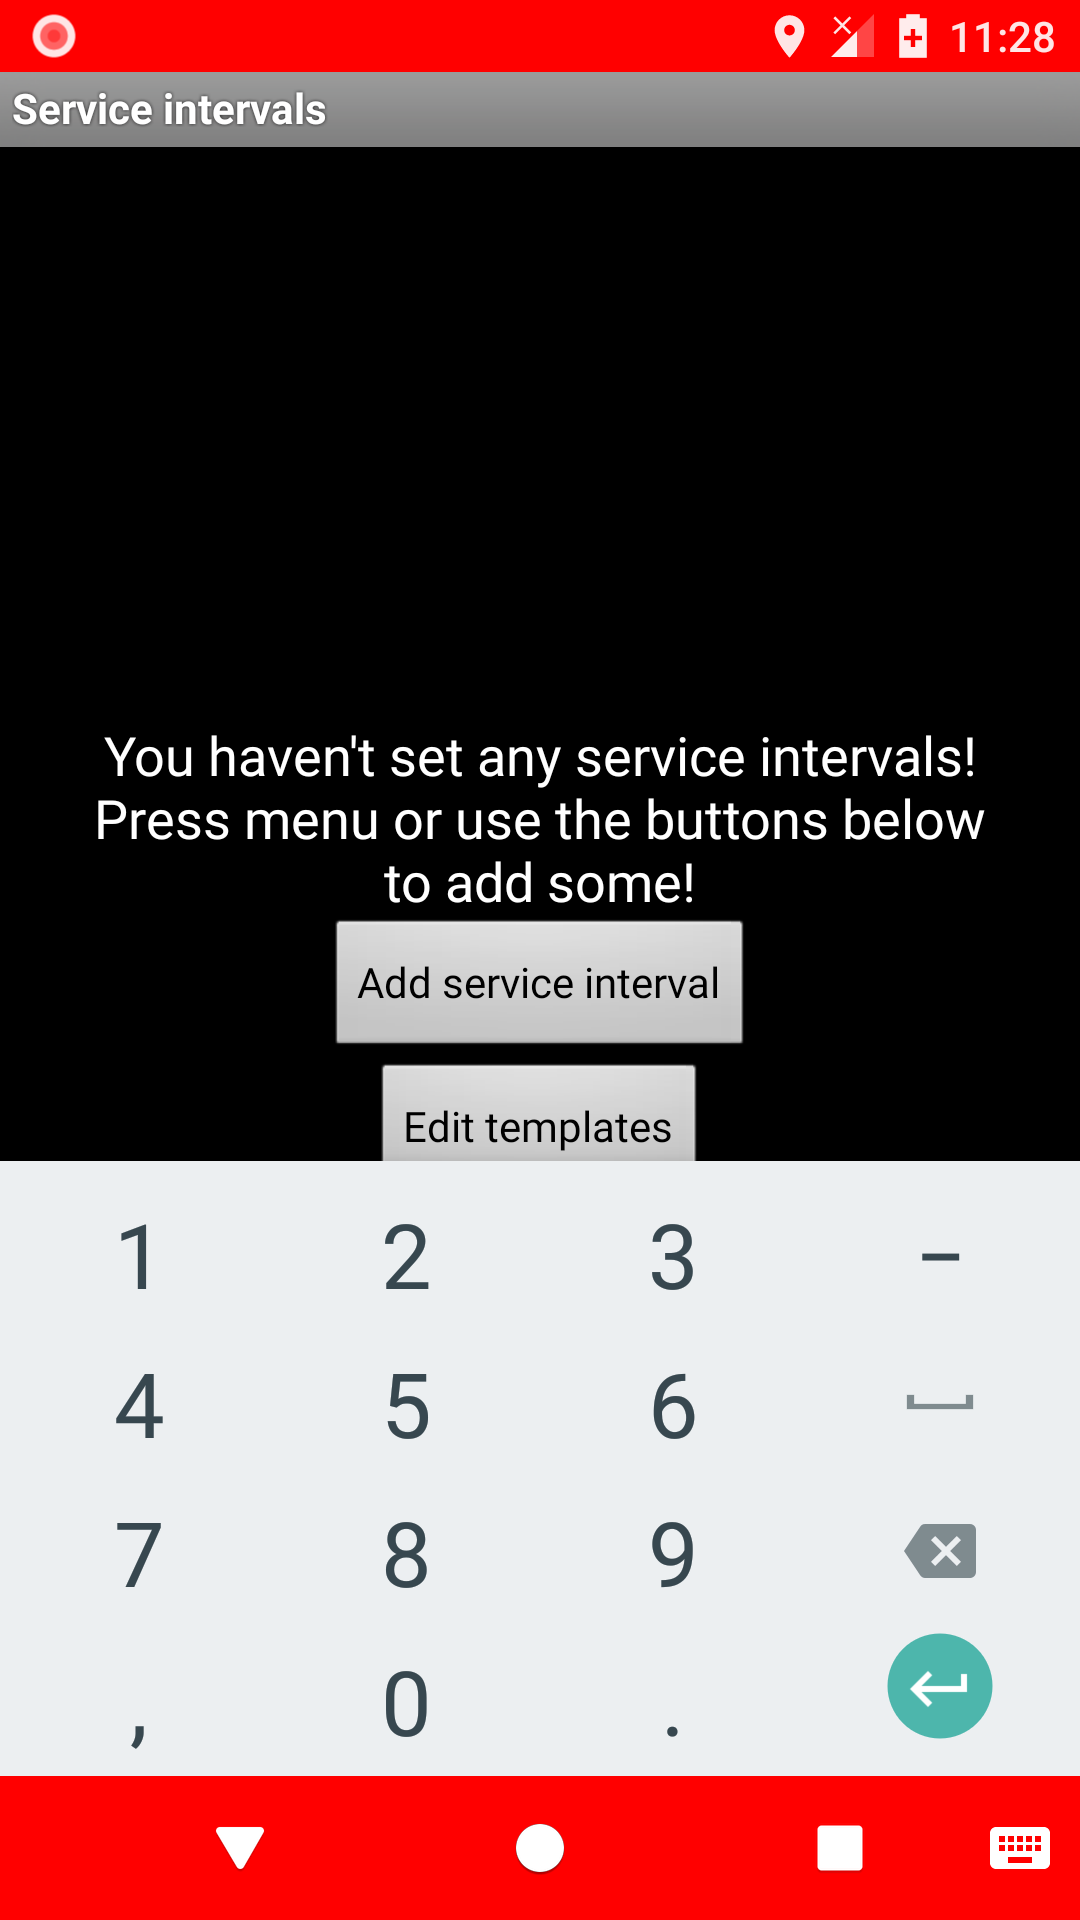 11:28
Service intervals
You haven't set any service intervals!
Press menu or use the buttons below
to add some!
Add service interval
Edit templates
1 2 3 –
4 5 6
7 8 9
, 0 .